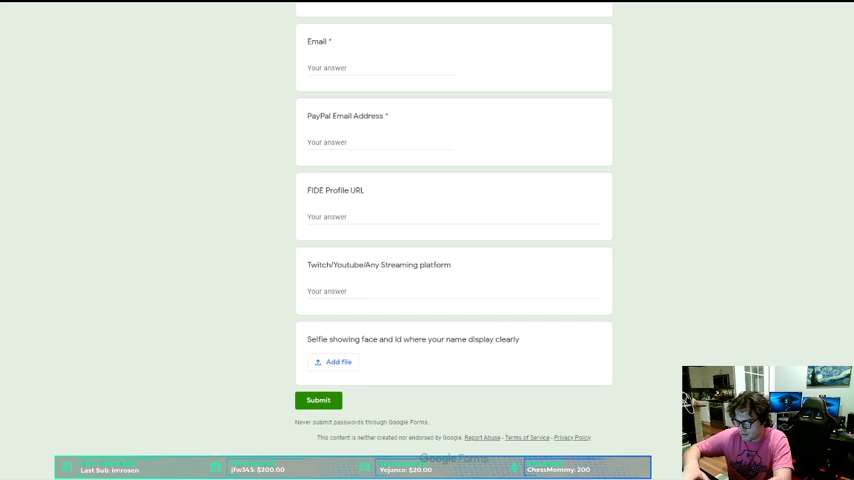 Email *
Your answer
PayPal Email Address *
Your answer
FIDE Profile URL
Your answer
Twitch/Youtube/Any Streaming platform
Your answer
Selfie showing face and Id where your name display clearly
Add file
Submit
Never submit passwords through Google Forms.
This content is neither created nor endorsed by Google. Report Abuse - Terms of Service - Privacy Policy
Google Forms
Last Sub: imrosen
jfw345: $200.00
Yojance: $20.00
ChessMommy: 200